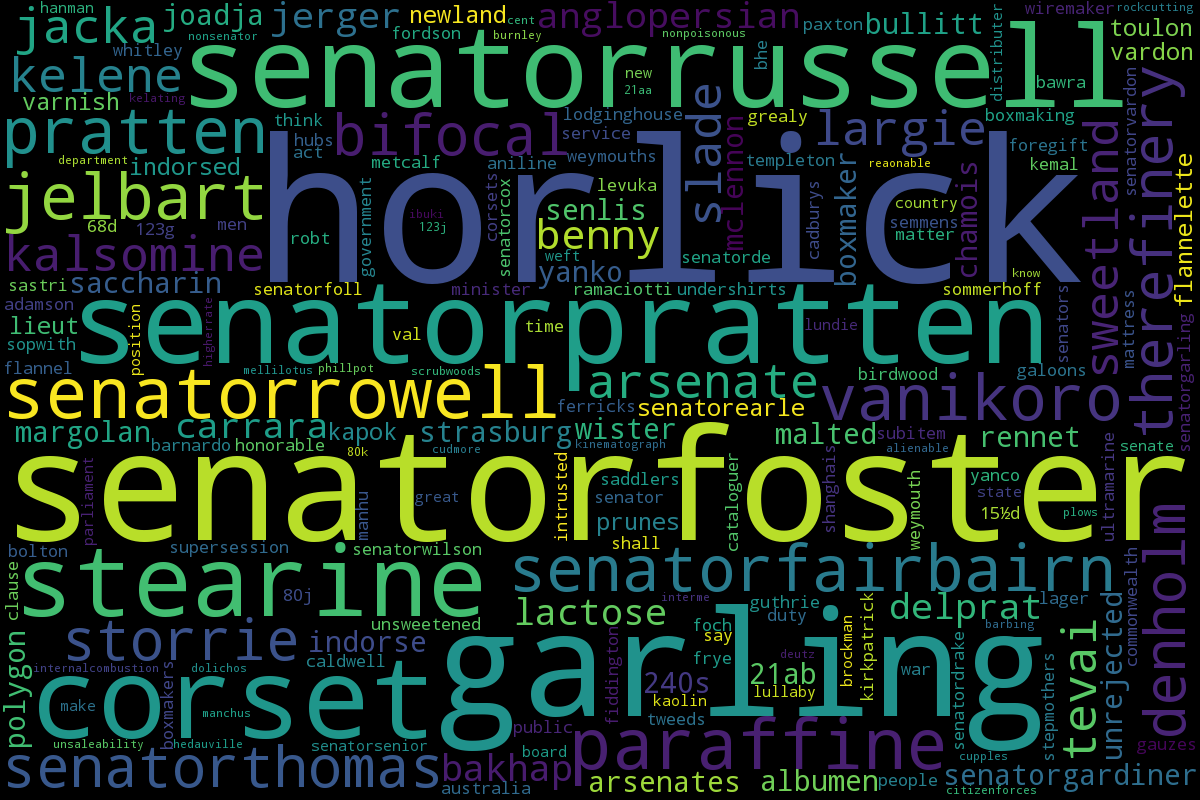 hanman
jacka
joadja
jerger
newland
cent
anglopersian
wiremaker
rockcutting
nonsenator
fordson
burnley
nonpoisonous
paxton
bullitt
toulon
whitley
senatorrussell
vardon
kelene
new
bhe
distributer
bawra
varnish
kelating
21aa
pratten
think
bifocal
lodginghouse
slade
grealy
largie
boxmaking
hubs
service
mclennon
foregift
act
department
indorsed
metcalf
aniline
weymouths
templeton
reaonable
kemal
sweetland
therefinery
senatorvardon
flannelette
jelbart
horlick
levuka
corsets
cadburys
boxmaker
country
chamois
68d
123g
men
ibuki
123j
senlis
semmens
matter
robt
government
senatorcox
benny
kalsomine
weft
yanko
senatorde
know
sastri
saccharin
senatorfoll
minister
ramaciotti
undershirts
sommerhoff
adamson
lieut
position
higherrate
senatorpratten
time
lundie
senators
mattress
senatorgarling
sopwith
val
flannel
mellilotus
phillpot
scrubwoods
arsenate
birdwood
galoons
senatorrowell
ferricks
senatorearle
vanikoro
margolan
carrara
kapok
strasburg
wister
malted
subitem
rennet
barnardo
honorable
80k
cudmore
kinematograph
alienable
senate
parliament
senatorfoster
manhu
great
intrusted
saddlers
senator
prunes
shall
cataloguer
shanghais
weymouth
yanco
state
15½d
plows
ultramarine
bolton
supersession
senatorwilson
clause
stearine
80j
senatorfairbairn
commonwealth
denholm
unsweetened
lactose
interme
guthrie
duty
delprat
lager
storrie
indorse
foch
say
barbing
polygon
internalcombustion
dolichos
caldwell
garling
frye
deutz
21ab
brockman
kirkpatrick
war
senatordrake
stepmothers
tevai
unrejected
make
boxmakers
corset
manchus
240s
kaolin
lullaby
fiddington
tweeds
unsaleability
hedauville
senatorsenior
public
paraffine
gauzes
board
cupples
senatorthomas
bakhap
australia
arsenates
albumen
people
senatorgardiner
citizenforces